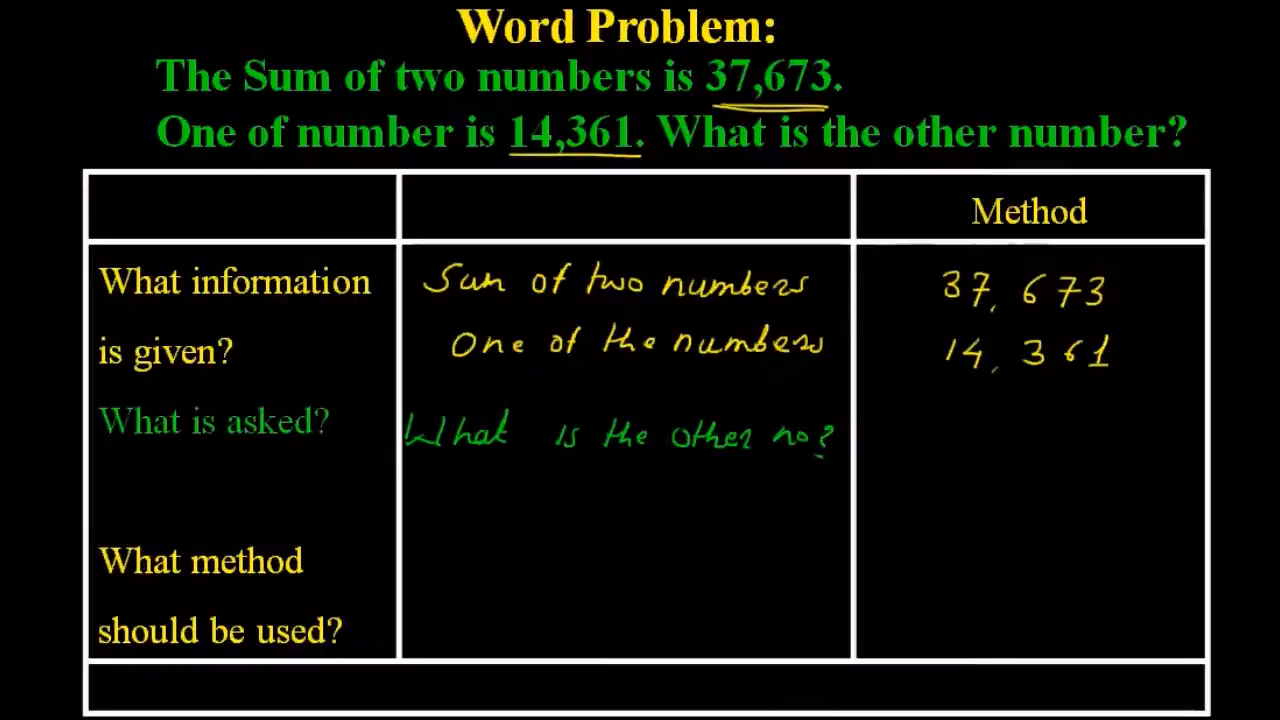 Word Problem:
The Sum of two numbers is 37,673.
One of number is 14,361. What is the other number?
Method
What information
is given?
Sum of two numbers
37,673
One of the numbers
14,361
What is asked?
What is the other no?
What method
should be used?